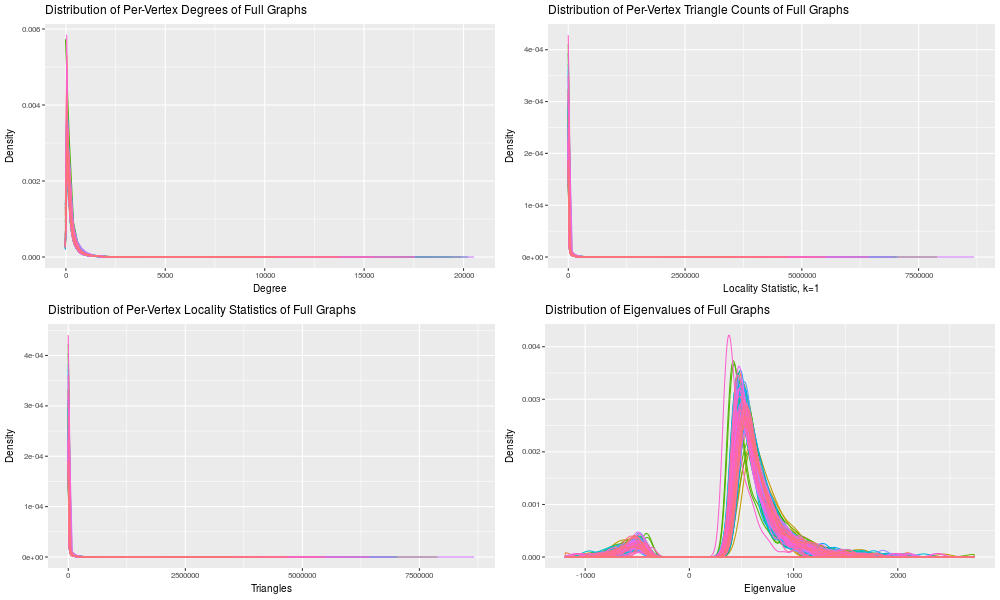 Distribution of Per-Vertex Degrees of Full Graphs
Density
0.006
0.004
0.002
0.000
0 5000 10000 15000 20000
Degree
Distribution of Per-Vertex Triangle Counts of Full Graphs
Density
4e-04
3e-04
2e-04
1e-04
0e+00
0 2500000 5000000 7500000
Locality Statistic, k=1
Distribution of Per-Vertex Locality Statistics of Full Graphs
Density
4e-04
3e-04
2e-04
1e-04
0e+00
0 2500000 5000000 7500000
Triangles
Distribution of Eigenvalues of Full Graphs
Density
0.004
0.003
0.002
0.001
0.000
-1000 0 1000 2000
Eigenvalue